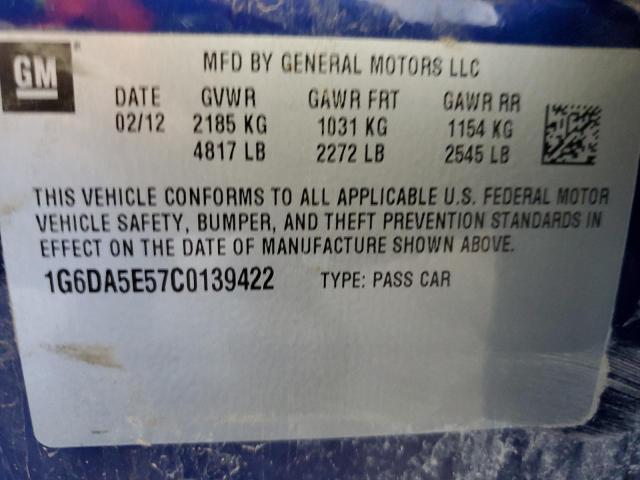 GM
MFD BY GENERAL MOTORS LLC
DATE GVWR GAWR FRT GAWR RR
02/12 2185 KG 1031 KG 1154 KG
4817 LB 2272 LB 2545 LB
THIS VEHICLE CONFORMS TO ALL APPLICABLE U.S. FEDERAL MOTOR
VEHICLE SAFETY, BUMPER, AND THEFT PREVENTION STANDARDS IN
EFFECT ON THE DATE OF MANUFACTURE SHOWN ABOVE.
1G6DA5E57C0139422 TYPE: PASS CAR